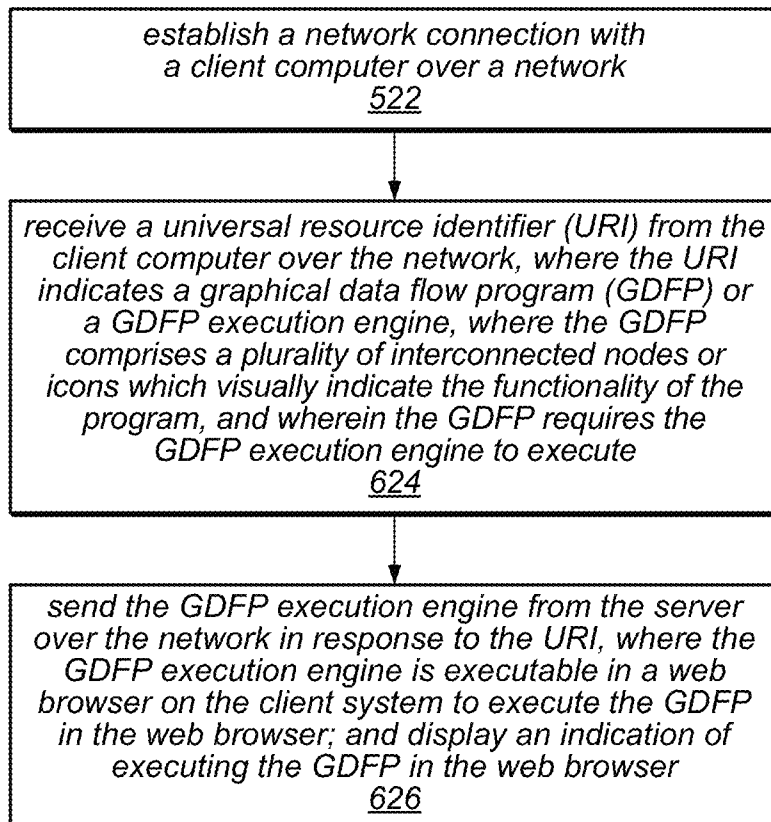 establish a network connection with
a client computer over a network
522
receive a universal resource identifier (URI) from the
client computer over the network, where the URI
indicates a graphical data flow program (GDFP) or
a GDFP execution engine, where the GDFP
comprises a plurality of interconnected nodes or
icons which visually indicate the functionality of the
program, and wherein the GDFP requires the
GDFP execution engine to execute
624
send the GDFP execution engine from the server
over the network in response to the URI, where the
GDFP execution engine is executable in a web
browser on the client system to execute the GDFP
in the web browser; and display an indication of
executing the GDFP in the web browser
626